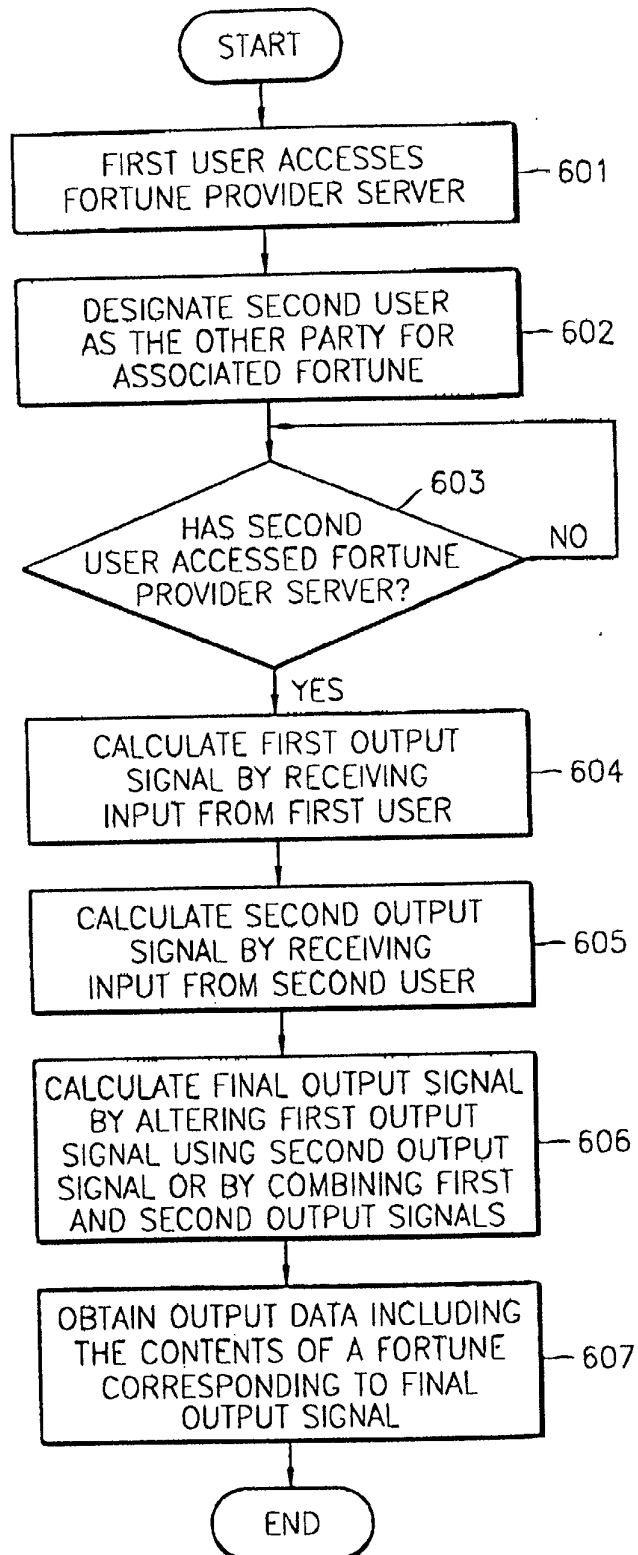 START
FIRST USER ACCESSES
FORTUNE PROVIDER SERVER
601
DESIGNATE SECOND USER
AS THE OTHER PARTY FOR
ASSOCIATED FORTUNE
602
603
HAS SECOND
USER ACCESSED FORTUNE
PROVIDER SERVER?
NO
YES
CALCULATE FIRST OUTPUT
SIGNAL BY RECEIVING
INPUT FROM FIRST USER
604
CALCULATE SECOND OUTPUT
SIGNAL BY RECEIVING
INPUT FROM SECOND USER
605
CALCULATE FINAL OUTPUT SIGNAL
BY ALTERING FIRST OUTPUT
SIGNAL USING SECOND OUTPUT
SIGNAL OR BY COMBINING FIRST
AND SECOND OUTPUT SIGNALS
606
OBTAIN OUTPUT DATA INCLUDING
THE CONTENTS OF A FORTUNE
CORRESPONDING TO FINAL
OUTPUT SIGNAL
607
END